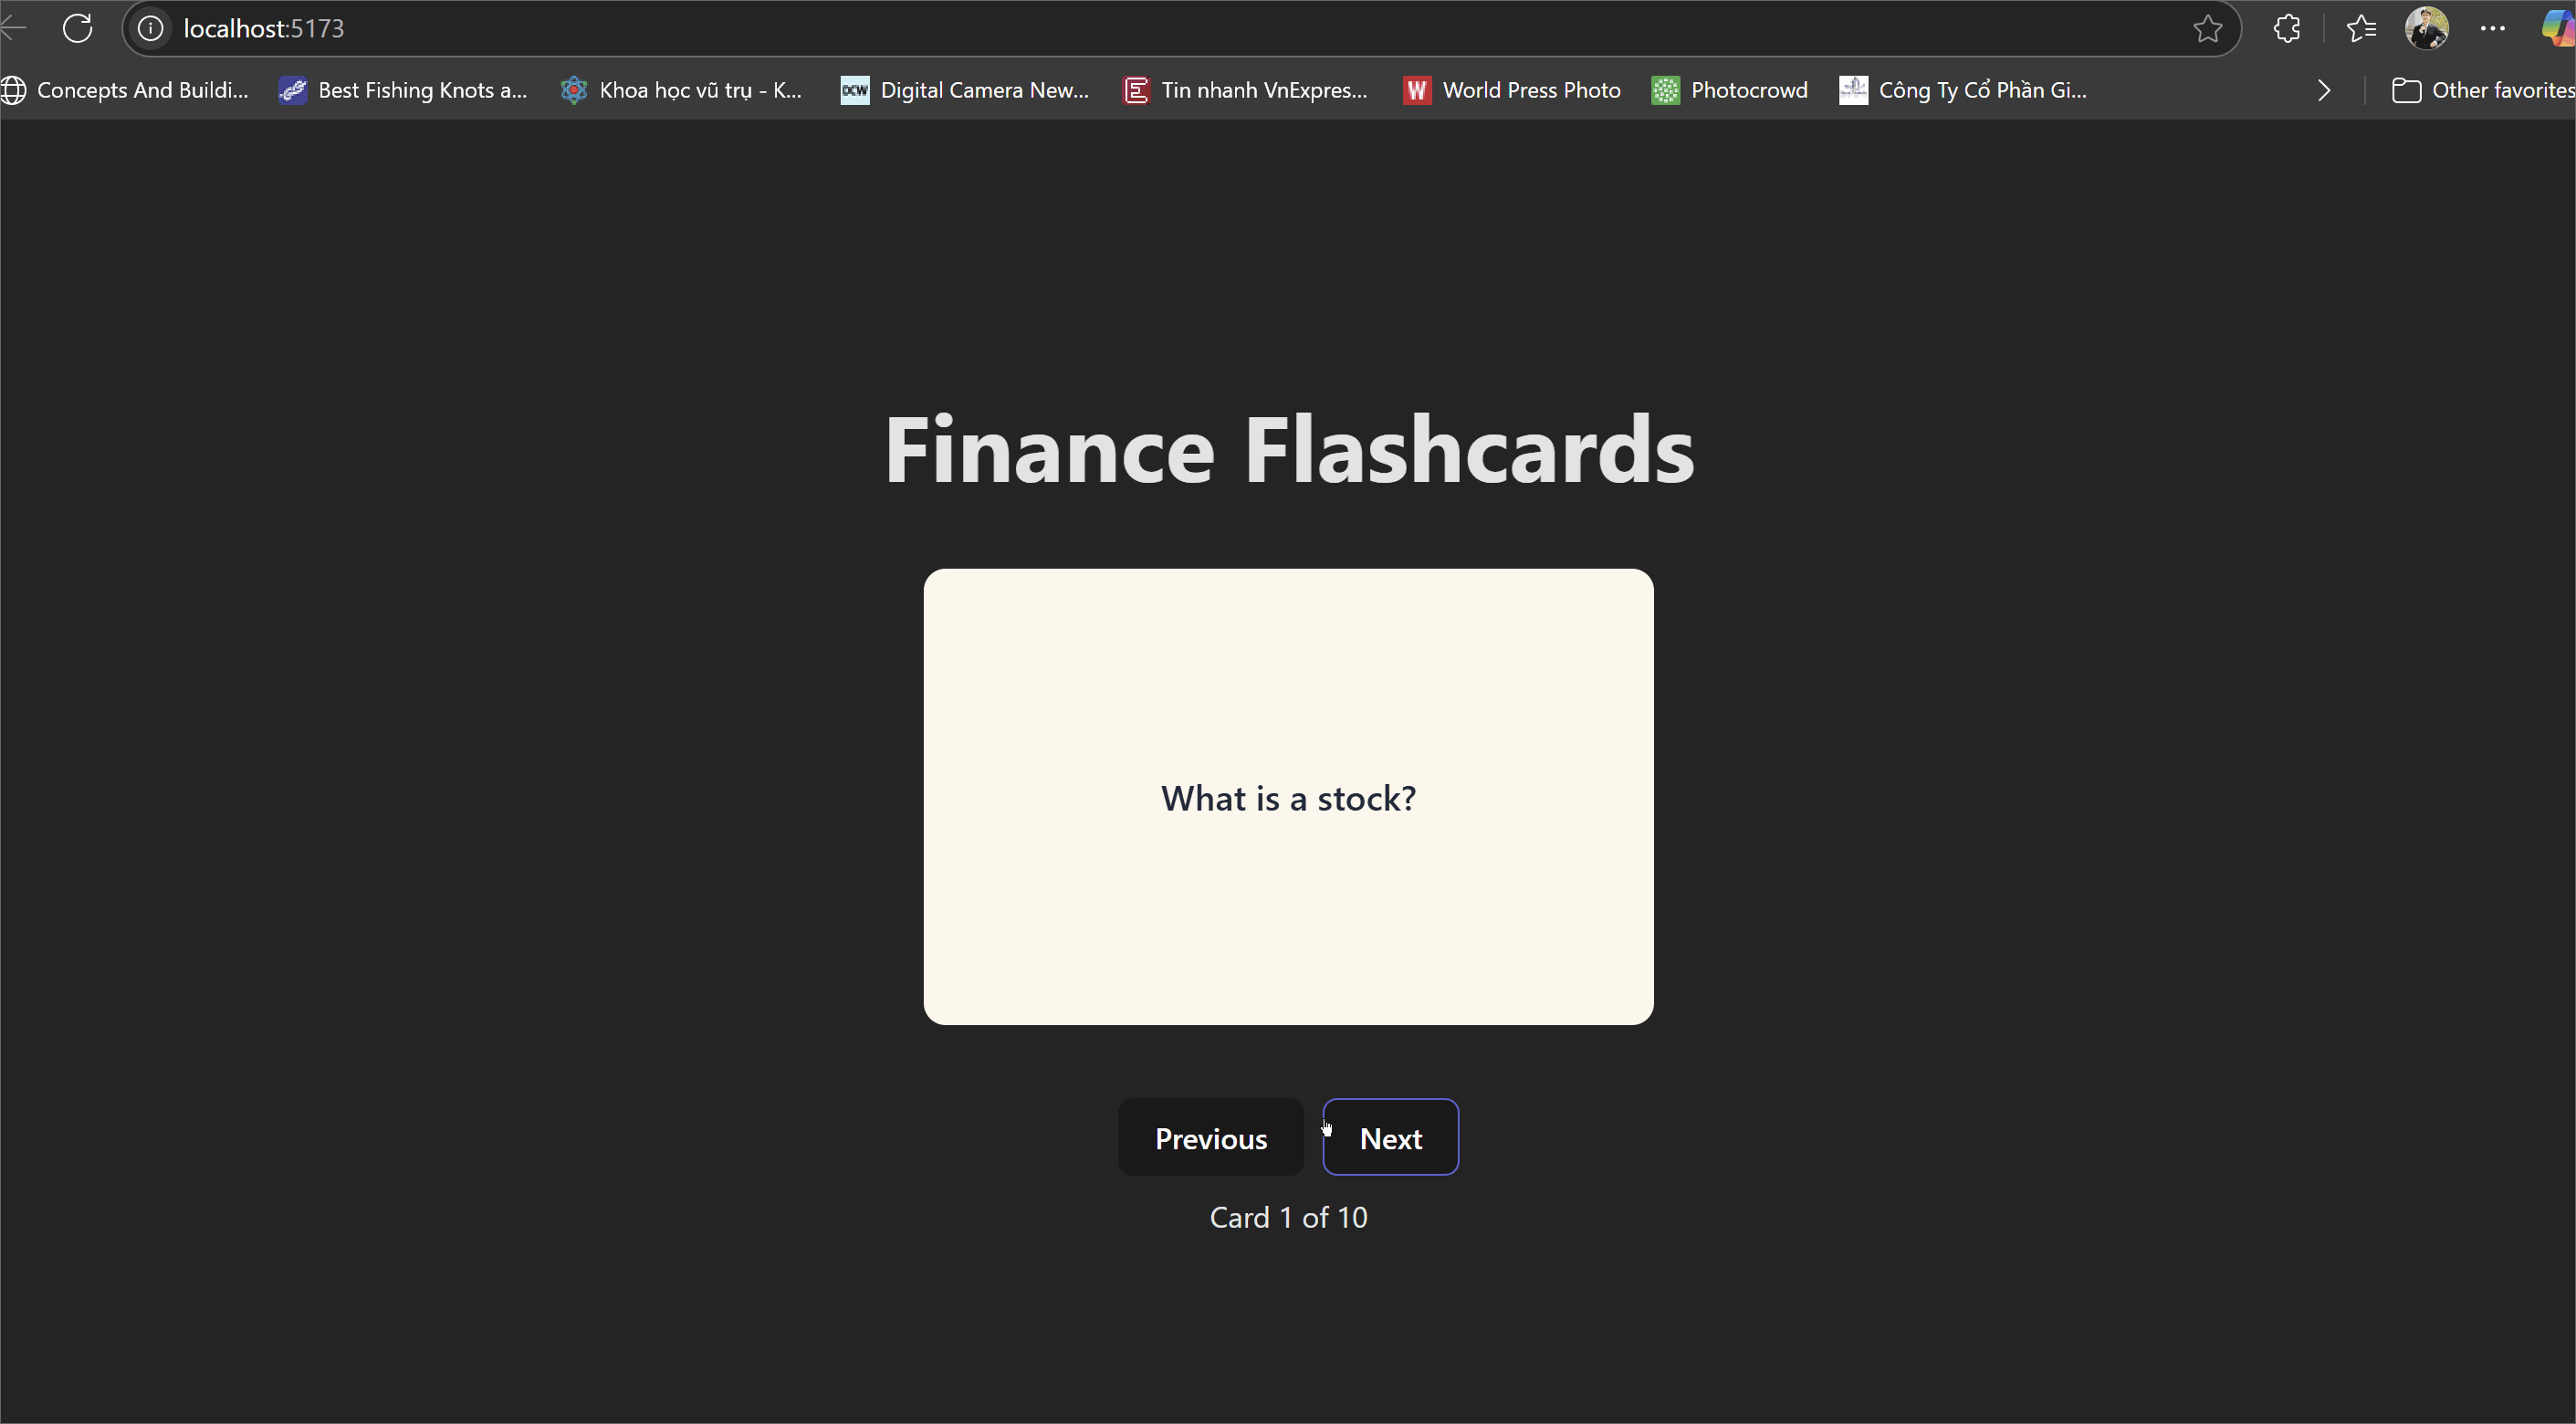 localhost:5173
Concepts And Buildi...
Best Fishing Knots a...
Khoa học vũ trụ - K...
DCW
Digital Camera New...
E
Tin nhanh VnExpres...
W
World Press Photo
Photocrowd
Công Ty Cổ Phần Gi...
Other favorites
Finance Flashcards
What is a stock?
Previous
Next
Card 1 of 10